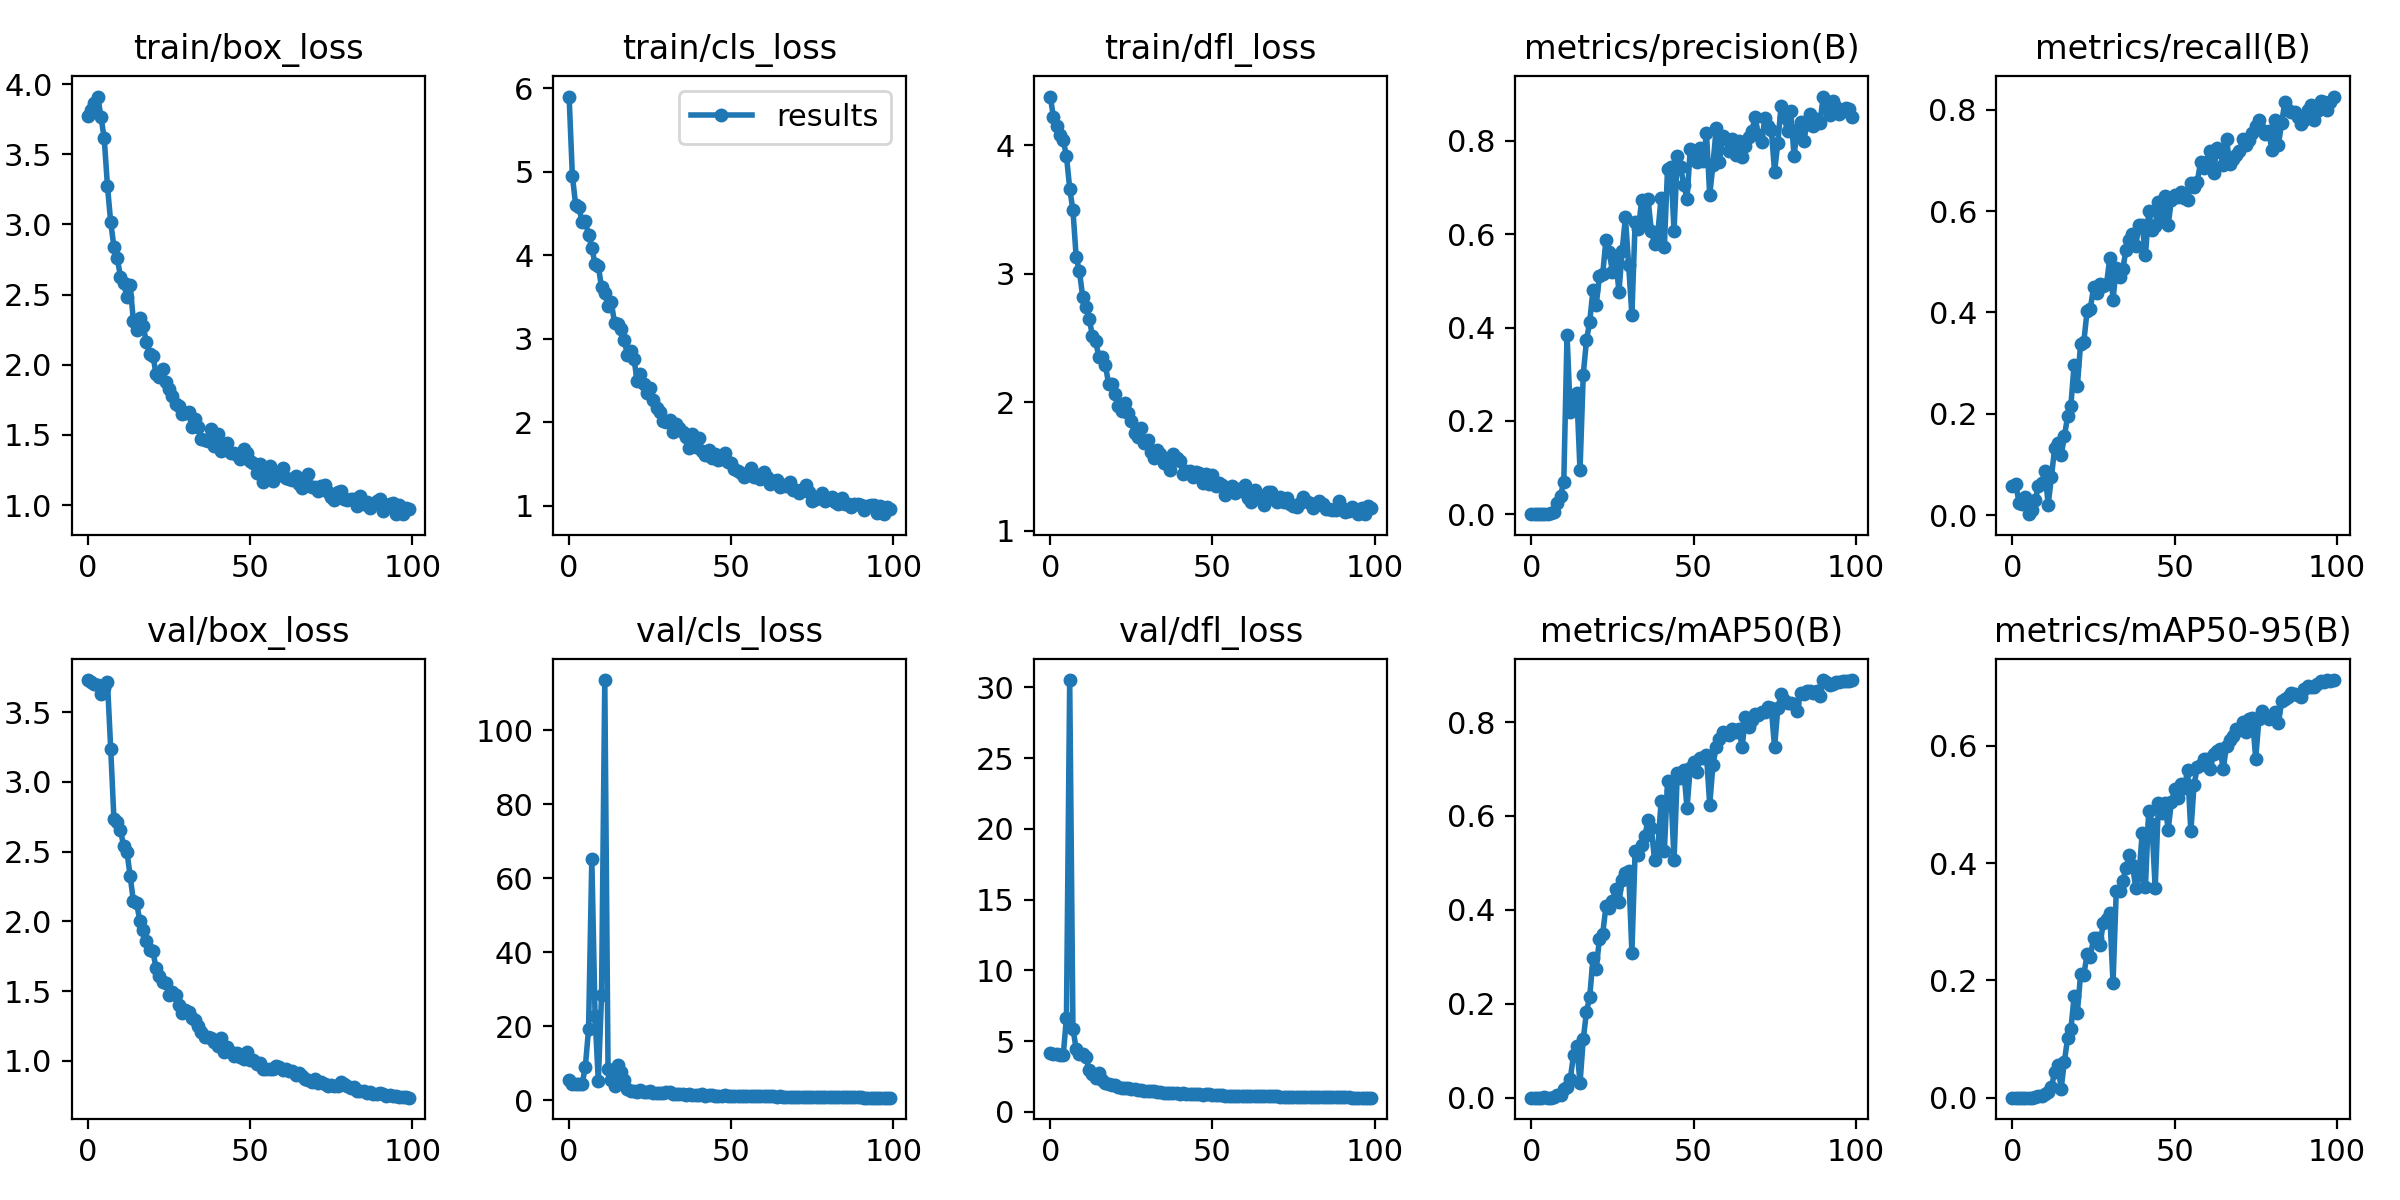 train/box_loss
train/cls_loss
train/dfl_loss
metrics/precision(B)
metrics/recall(B)
4.0
3.5
3.0
2.5
2.0
1.5
1.0
0 50 100
results
6
5
4
3
2
1
0 50 100
4
3
2
1
0 50 100
0.8
0.6
0.4
0.2
0.0
0 50 100
0.8
0.6
0.4
0.2
0.0
0 50 100
val/box_loss
val/cls_loss
val/dfl_loss
metrics/mAP50(B)
metrics/mAP50-95(B)
3.5
3.0
2.5
2.0
1.5
1.0
0 50 100
100
80
60
40
20
0
0 50 100
30
25
20
15
10
5
0
0 50 100
0.8
0.6
0.4
0.2
0.0
0 50 100
0.6
0.4
0.2
0.0
0 50 100